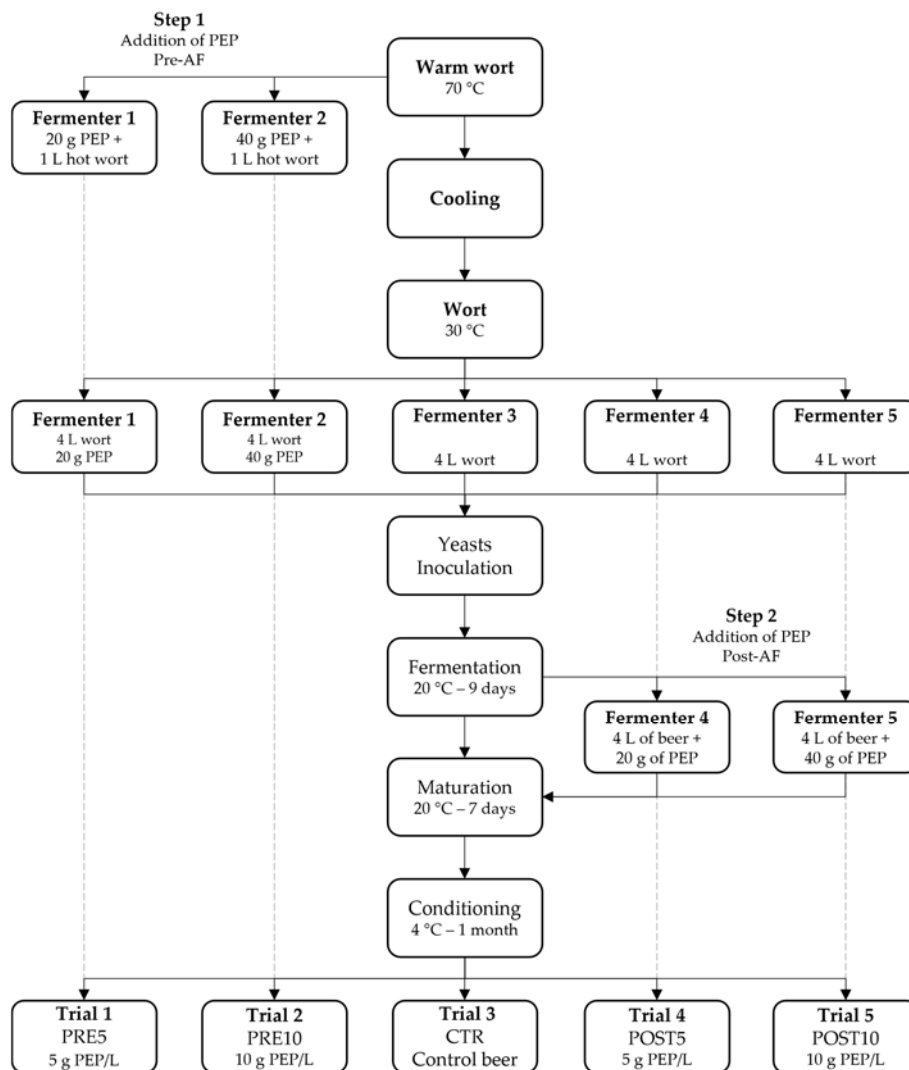 Step 1
Addition of PEP
Pre-AF
Warm wort
70 °C
Fermenter 1
20 g PEP +
1 L hot wort
Fermenter 2
40 g PEP +
1 L hot wort
Cooling
Wort
30 °C
Fermenter 1
4 L wort
20 g PEP
Fermenter 2
4 L wort
40 g PEP
Fermenter 3
4 L wort
Fermenter 4
4 L wort
Fermenter 5
4 L wort
Yeasts
Inoculation
Step 2
Addition of PEP
Post-AF
Fermentation
20 °C – 9 days
Fermenter 4
4 L of beer +
20 g of PEP
Fermenter 5
4 L of beer +
40 g of PEP
Maturation
20 °C – 7 days
Conditioning
4 °C – 1 month
Trial 1
PRE5
5 g PEP/L
Trial 2
PRE10
10 g PEP/L
Trial 3
CTR
Control beer
Trial 4
POST5
5 g PEP/L
Trial 5
POST10
10 g PEP/L